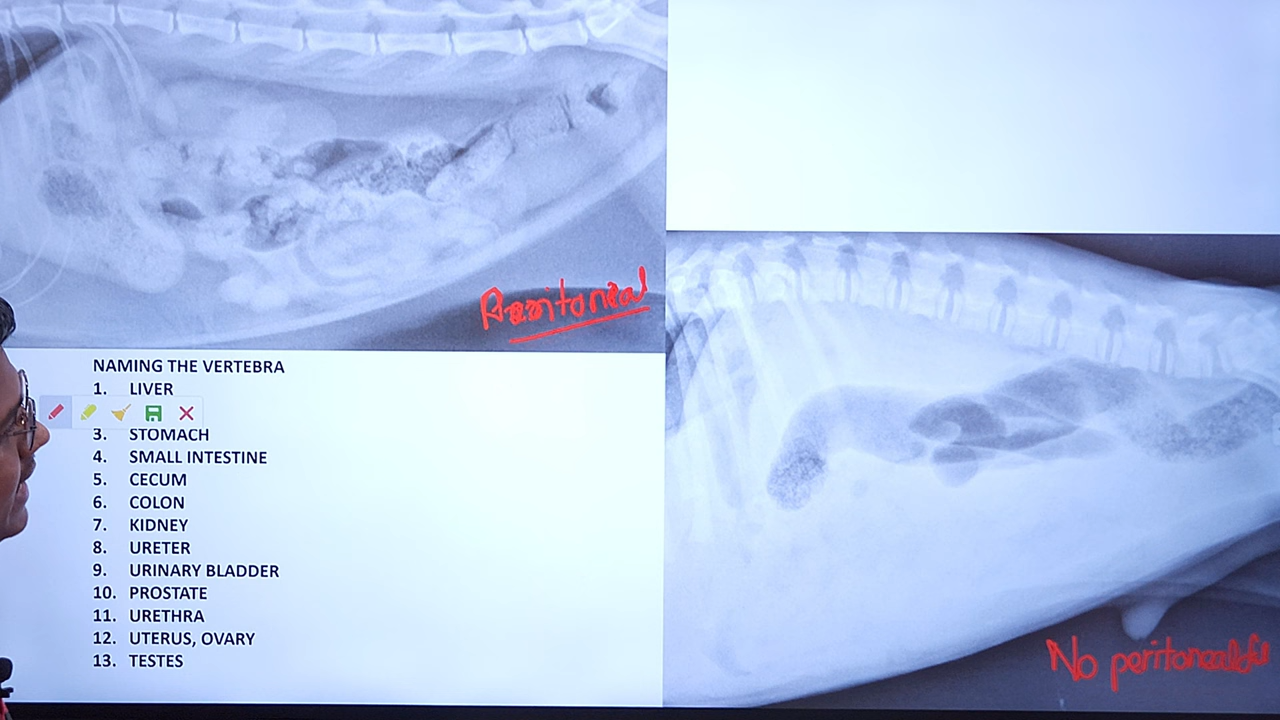 Peritoneal
NAMING THE VERTEBRA
1. LIVER
3. STOMACH
4. SMALL INTESTINE
5. CECUM
6. COLON
7. KIDNEY
8. URETER
9. URINARY BLADDER
10. PROSTATE
11. URETHRA
12. UTERUS, OVARY
13. TESTES
No peritoneal